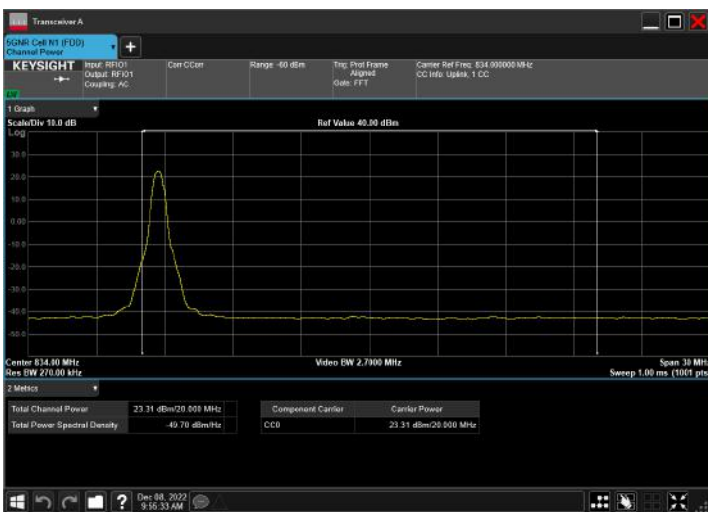 Transceiver A
5GNR Cell N1 (FDD)
Channel Power
KEYSIGHT
Input: RFIO1
Output: RFIO1
Coupling: AC
Corr CCorr
Range: -60 dBm
Trig: Prot Frame
Aligned
Gate: FFT
Carrier Ref Freq: 834.000000 MHz
CC Info: Uplink, 1 CC
1 Graph
Scale/Div 10.0 dB
Ref Value 40.00 dBm
Log
30.0
20.0
10.0
0.00
-10.0
-20.0
-30.0
-40.0
-50.0
Center 834.00 MHz
Video BW 2.7000 MHz
Span 30 MHz
Res BW 270.00 kHz
Sweep 1.00 ms (1001 pts
2 Metrics
Total Channel Power 23.31 dBm/20.000 MHz
Total Power Spectral Density -49.70 dBm/Hz
Component Carrier Carrier Power
CC0 23.31 dBm/20.000 MHz
Dec 08, 2022
9:55:33 AM